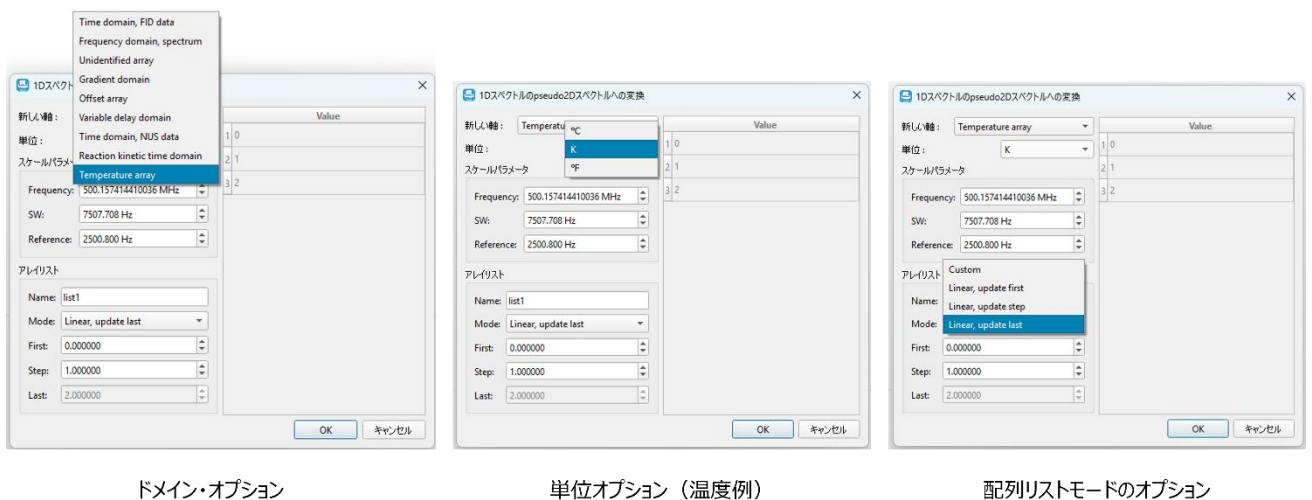 Time domain, FID data
Frequency domain, spectrum
Unidentified array
Gradient domain
Offset array
Variable delay domain
Time domain, NUS data
Reaction kinetic time domain
Temperature array
1Dスペクト
新しい軸:
単位:
スケールパラメ
Frequency: 500.157414410036 MHz
SW: 7507.708 Hz
Reference: 2500.800 Hz
アレイリスト
Name: list1
Mode: Linear, update last
First: 0.000000
Step: 1.000000
Last: 2.000000
Value
1 0
2 1
3 2
OK キャンセル
ドメイン・オプション
1Dスペクトルのpseudo2Dスペクトルへの変換
新しい軸: Temperatu
単位:
℃
K
℉
スケールパラメータ
Frequency: 500.157414410036 MHz
SW: 7507.708 Hz
Reference: 2500.800 Hz
アレイリスト
Name: list1
Mode: Linear, update last
First: 0.000000
Step: 1.000000
Last: 2.000000
Value
1 0
2 1
3 2
OK キャンセル
単位オプション(温度例)
1Dスペクトルのpseudo2Dスペクトルへの変換
新しい軸: Temperature array
単位: K
スケールパラメータ
Frequency: 500.157414410036 MHz
SW: 7507.708 Hz
Reference: 2500.800 Hz
アレイリスト
Custom
Linear, update first
Linear, update step
Linear, update last
Name:
Mode:
First: 0.000000
Step: 1.000000
Last: 2.000000
Value
1 0
2 1
3 2
OK キャンセル
配列リストモードのオプション